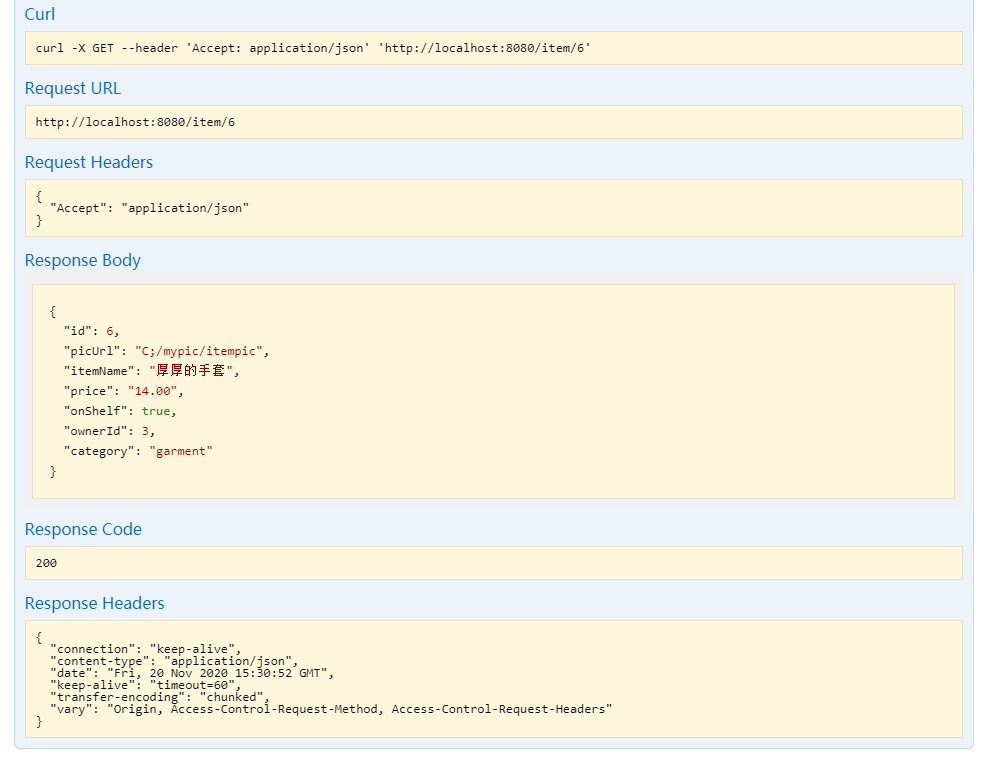 Curl
curl -X GET --header 'Accept: application/json' 'http://localhost:8080/item/6'
Request URL
http://localhost:8080/item/6
Request Headers
{
  "Accept": "application/json"
}
Response Body
{
  "id": 6,
  "picUrl": "C;/mypic/itempic",
  "itemName": "厚厚的手套",
  "price": "14.00",
  "onShelf": true,
  "ownerId": 3,
  "category": "garment"
}
Response Code
200
Response Headers
{
  "connection": "keep-alive",
  "content-type": "application/json",
  "date": "Fri, 20 Nov 2020 15:30:52 GMT",
  "keep-alive": "timeout=60",
  "transfer-encoding": "chunked",
  "vary": "Origin, Access-Control-Request-Method, Access-Control-Request-Headers"
}